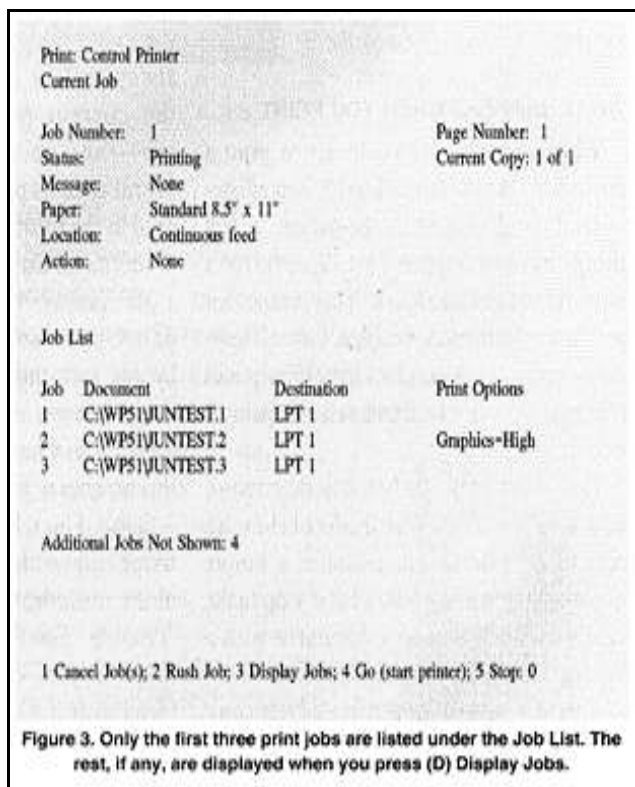 Print: Control Printer
Current Job
Job Number: 1 Page Number: 1
Status: Printing Current Copy: 1 of 1
Message: None
Paper: Standard 8.5" x 11"
Location: Continuous feed
Action: None
Job List
Job Document Destination Print Options
1 C:\WP51\JUNTEST.1 LPT 1
2 C:\WP51\JUNTEST.2 LPT 1 Graphics=High
3 C:\WP51\JUNTEST.3 LPT 1
Additional Jobs Not Shown: 4
1 Cancel Job(s); 2 Rush Job; 3 Display Jobs; 4 Go (start printer); 5 Stop: 0
Figure 3. Only the first three print jobs are listed under the Job List. The
rest, if any, are displayed when you press (D) Display Jobs.